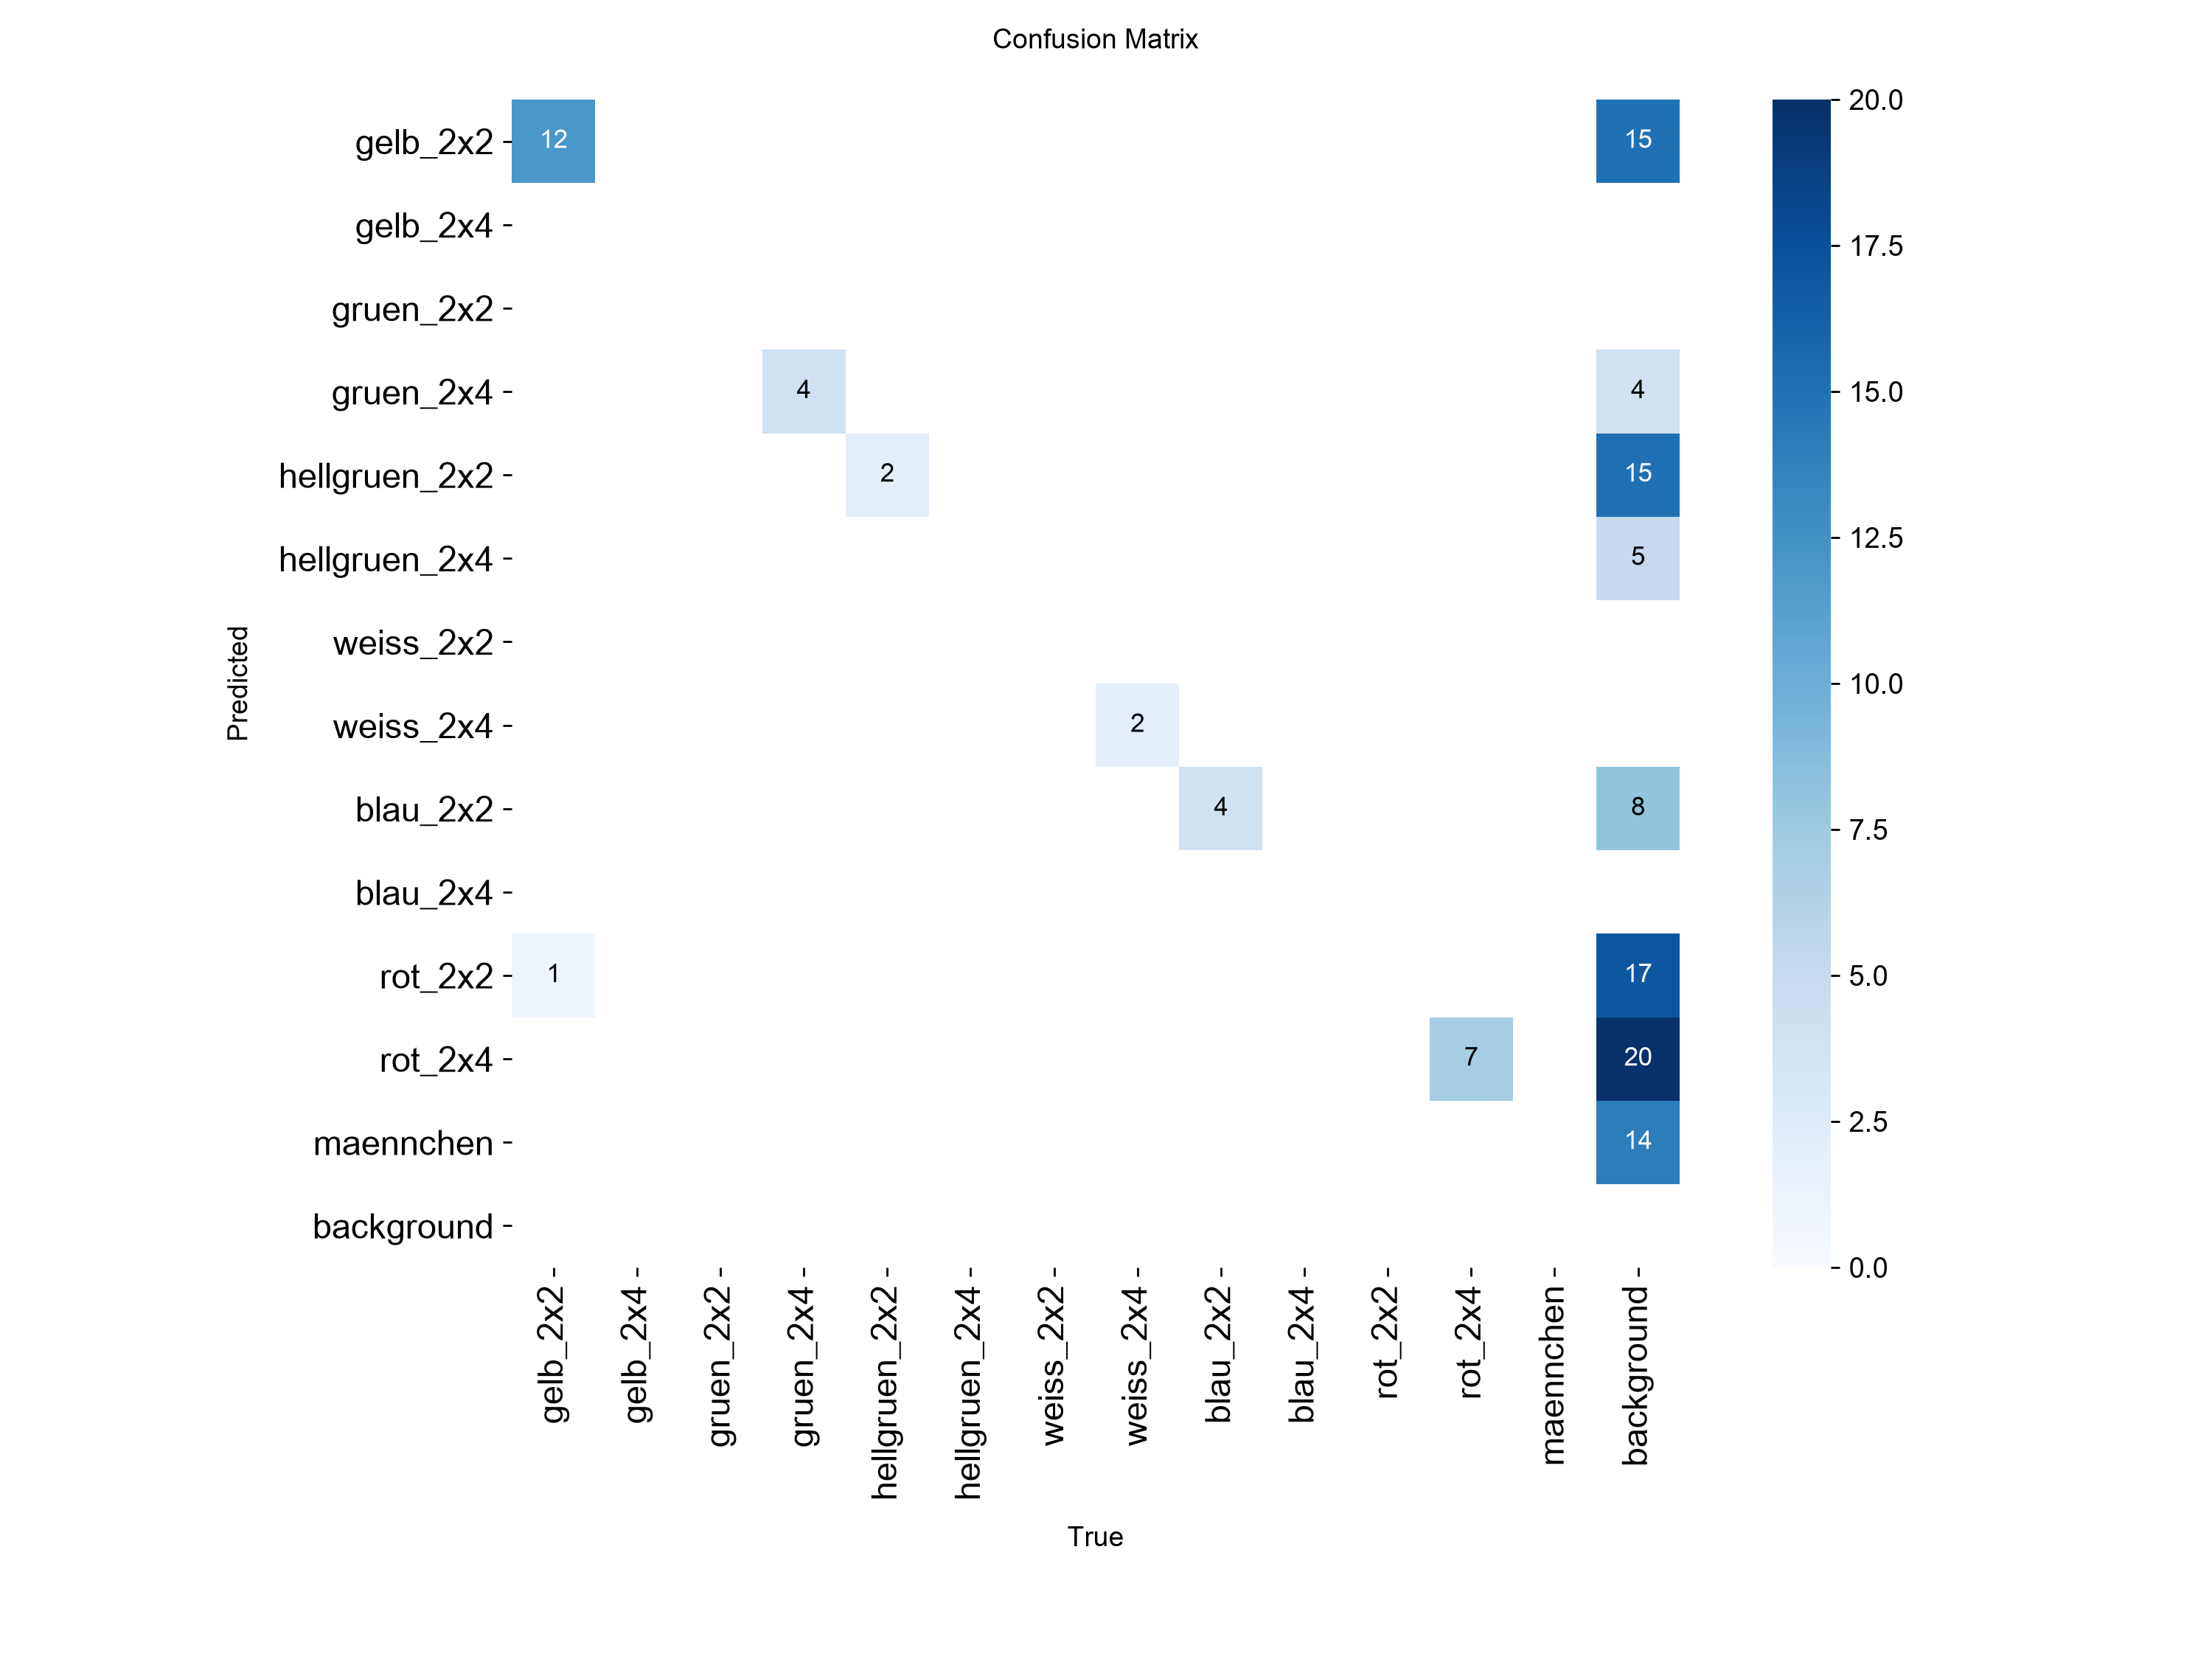 Confusion Matrix
gelb_2x2 12 15 20.0
gelb_2x4 17.5
gruen_2x2
gruen_2x4 4 4 15.0
hellgruen_2x2 2 15
hellgruen_2x4 5 12.5
weiss_2x2
weiss_2x4 2 10.0
blau_2x2 4 8 7.5
blau_2x4
rot_2x2 1 17 5.0
rot_2x4 7 20
maennchen 14 2.5
background 0.0
Predicted
gelb_2x2
gelb_2x4
gruen_2x2
gruen_2x4
hellgruen_2x2
hellgruen_2x4
weiss_2x2
weiss_2x4
blau_2x2
blau_2x4
rot_2x2
rot_2x4
maennchen
background
True